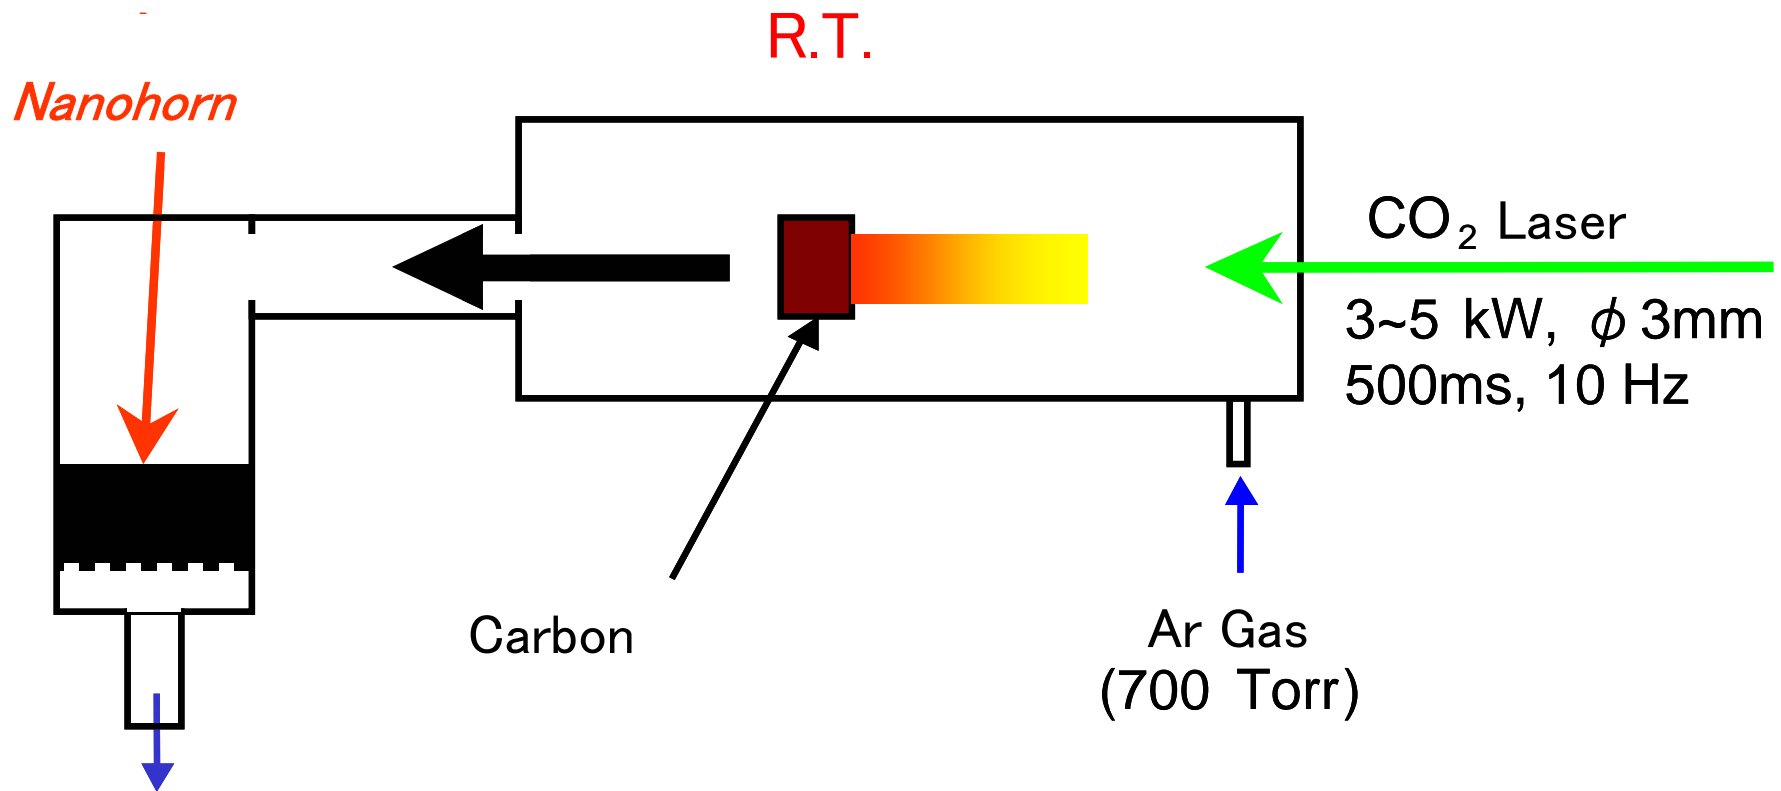 R.T.
Nanohorn
CO₂ Laser
3~5 kW, φ3mm
500ms, 10 Hz
Carbon
Ar Gas
(700 Torr)